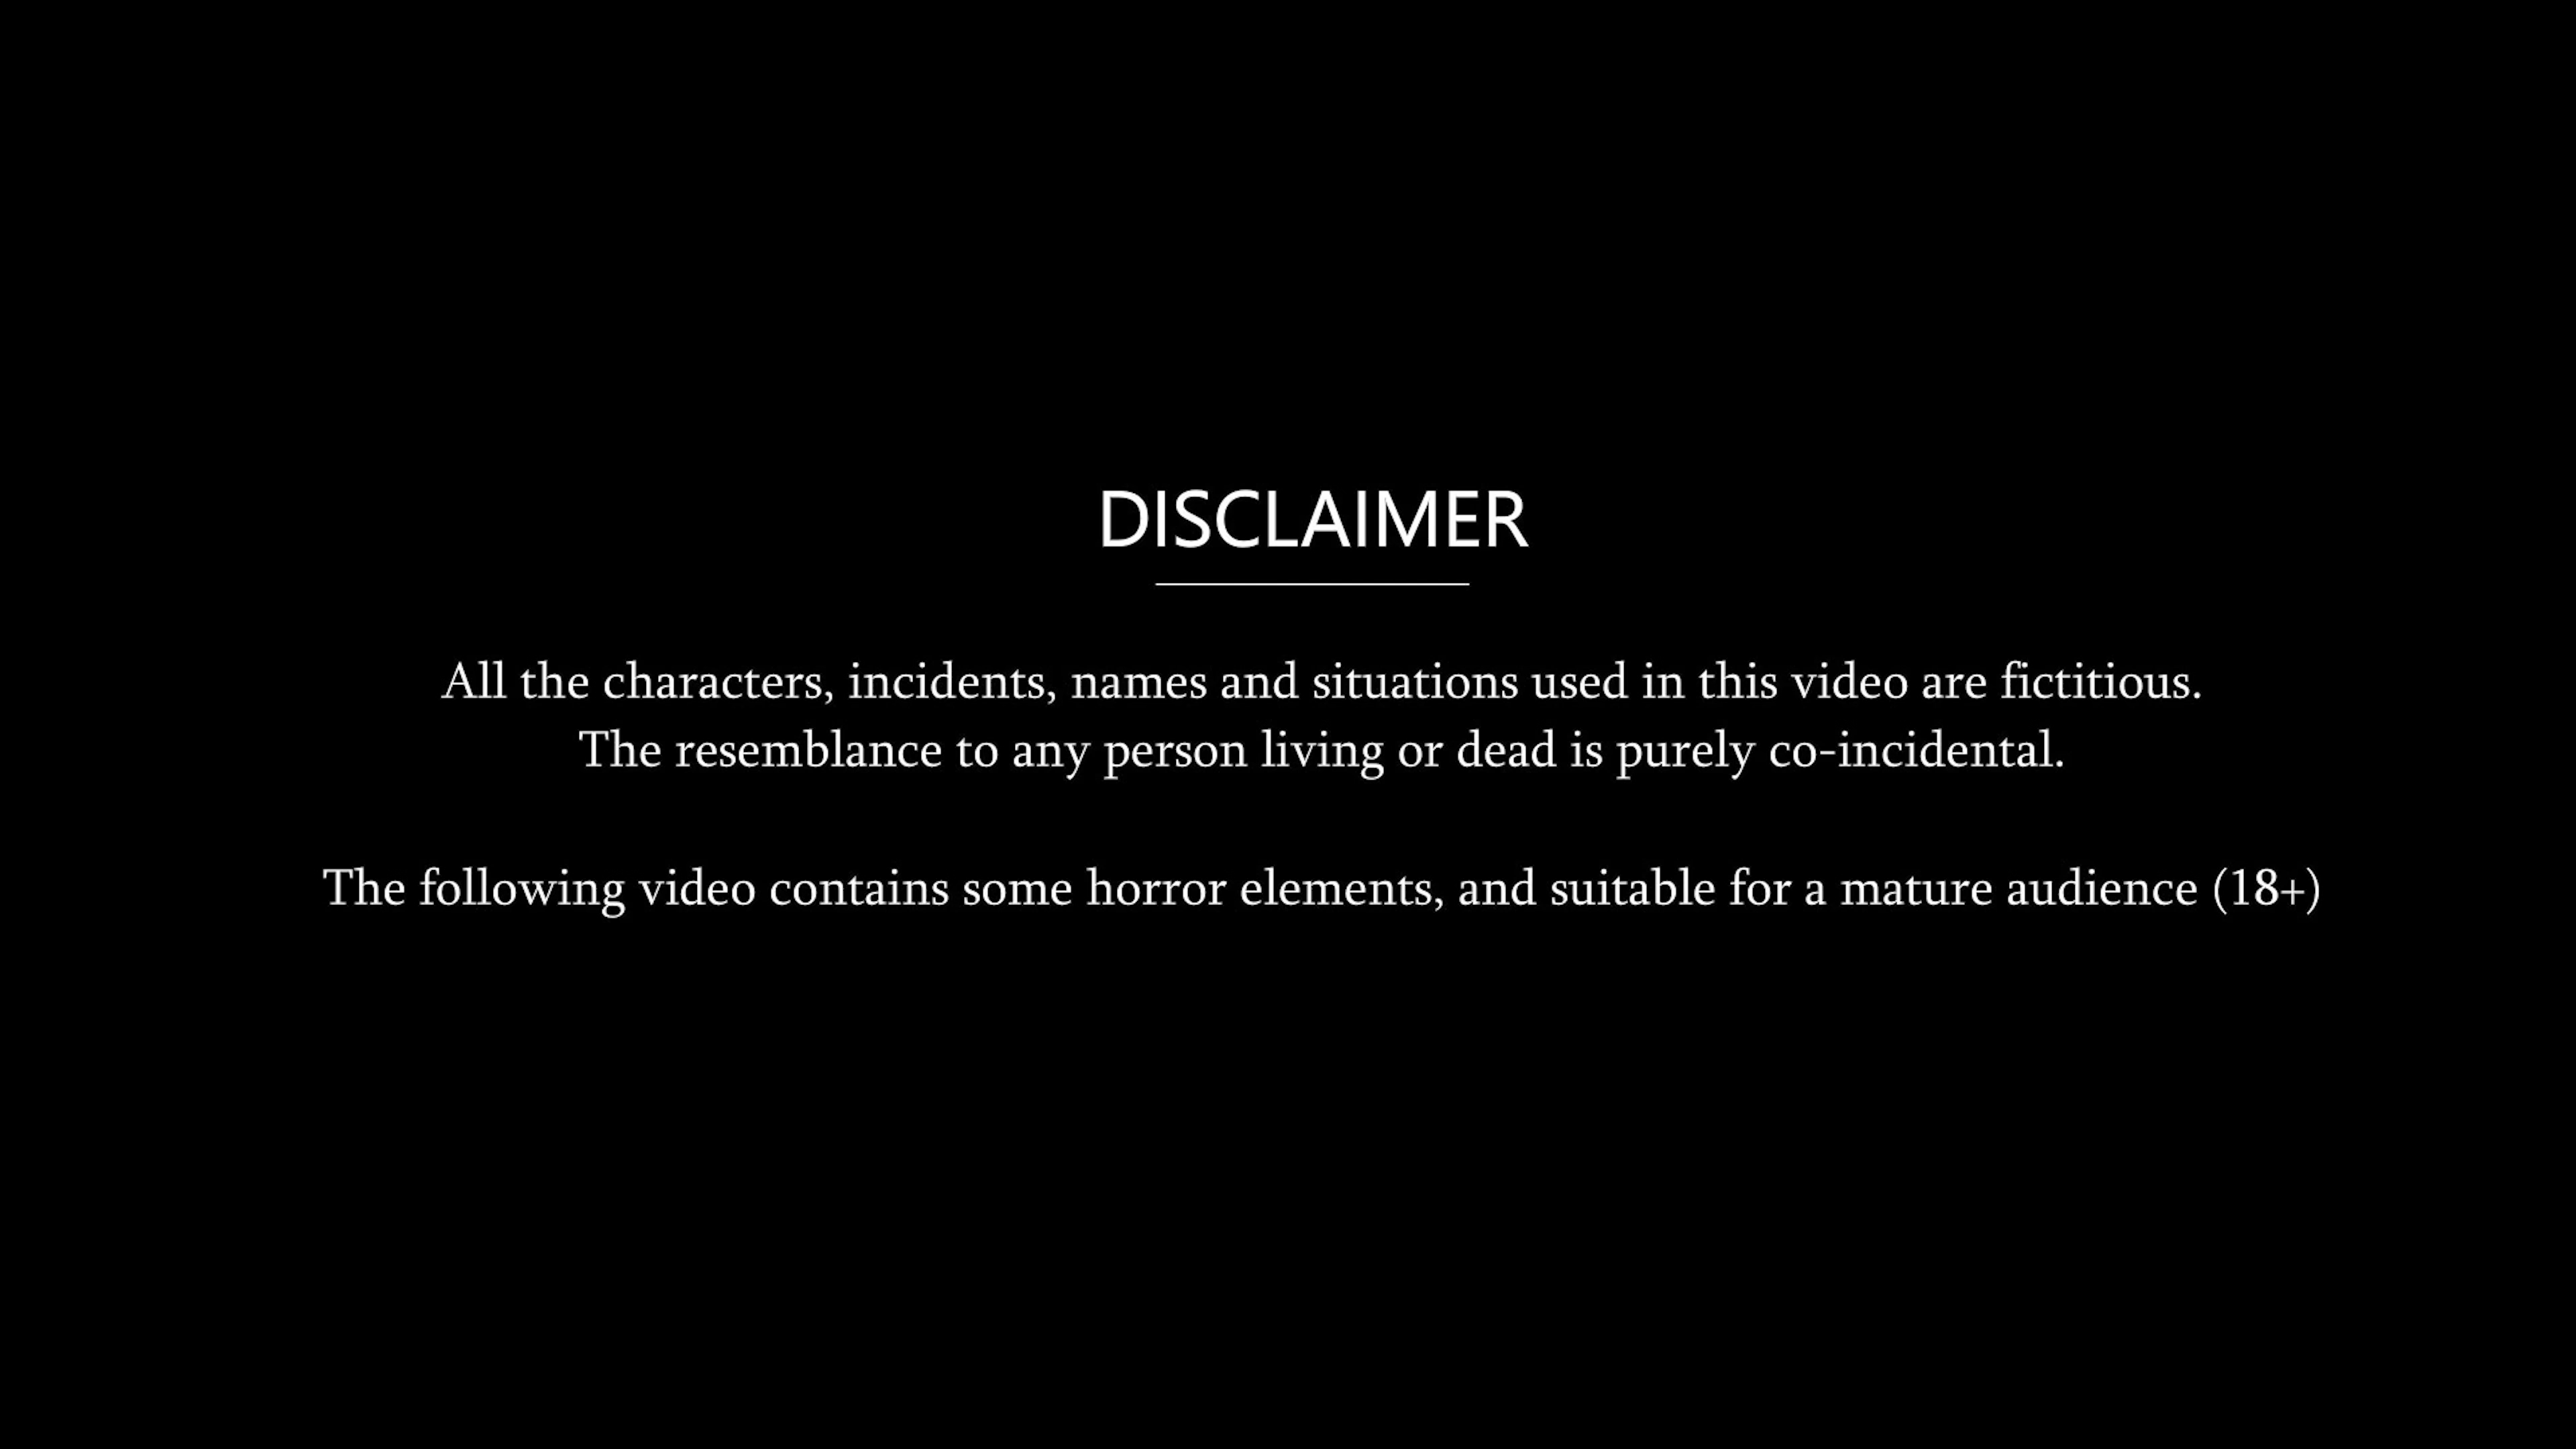 DISCLAIMER
All the characters, incidents, names and situations used in this video are fictitious.
The resemblance to any person living or dead is purely co-incidental.
The following video contains some horror elements, and suitable for a mature audience (18+)